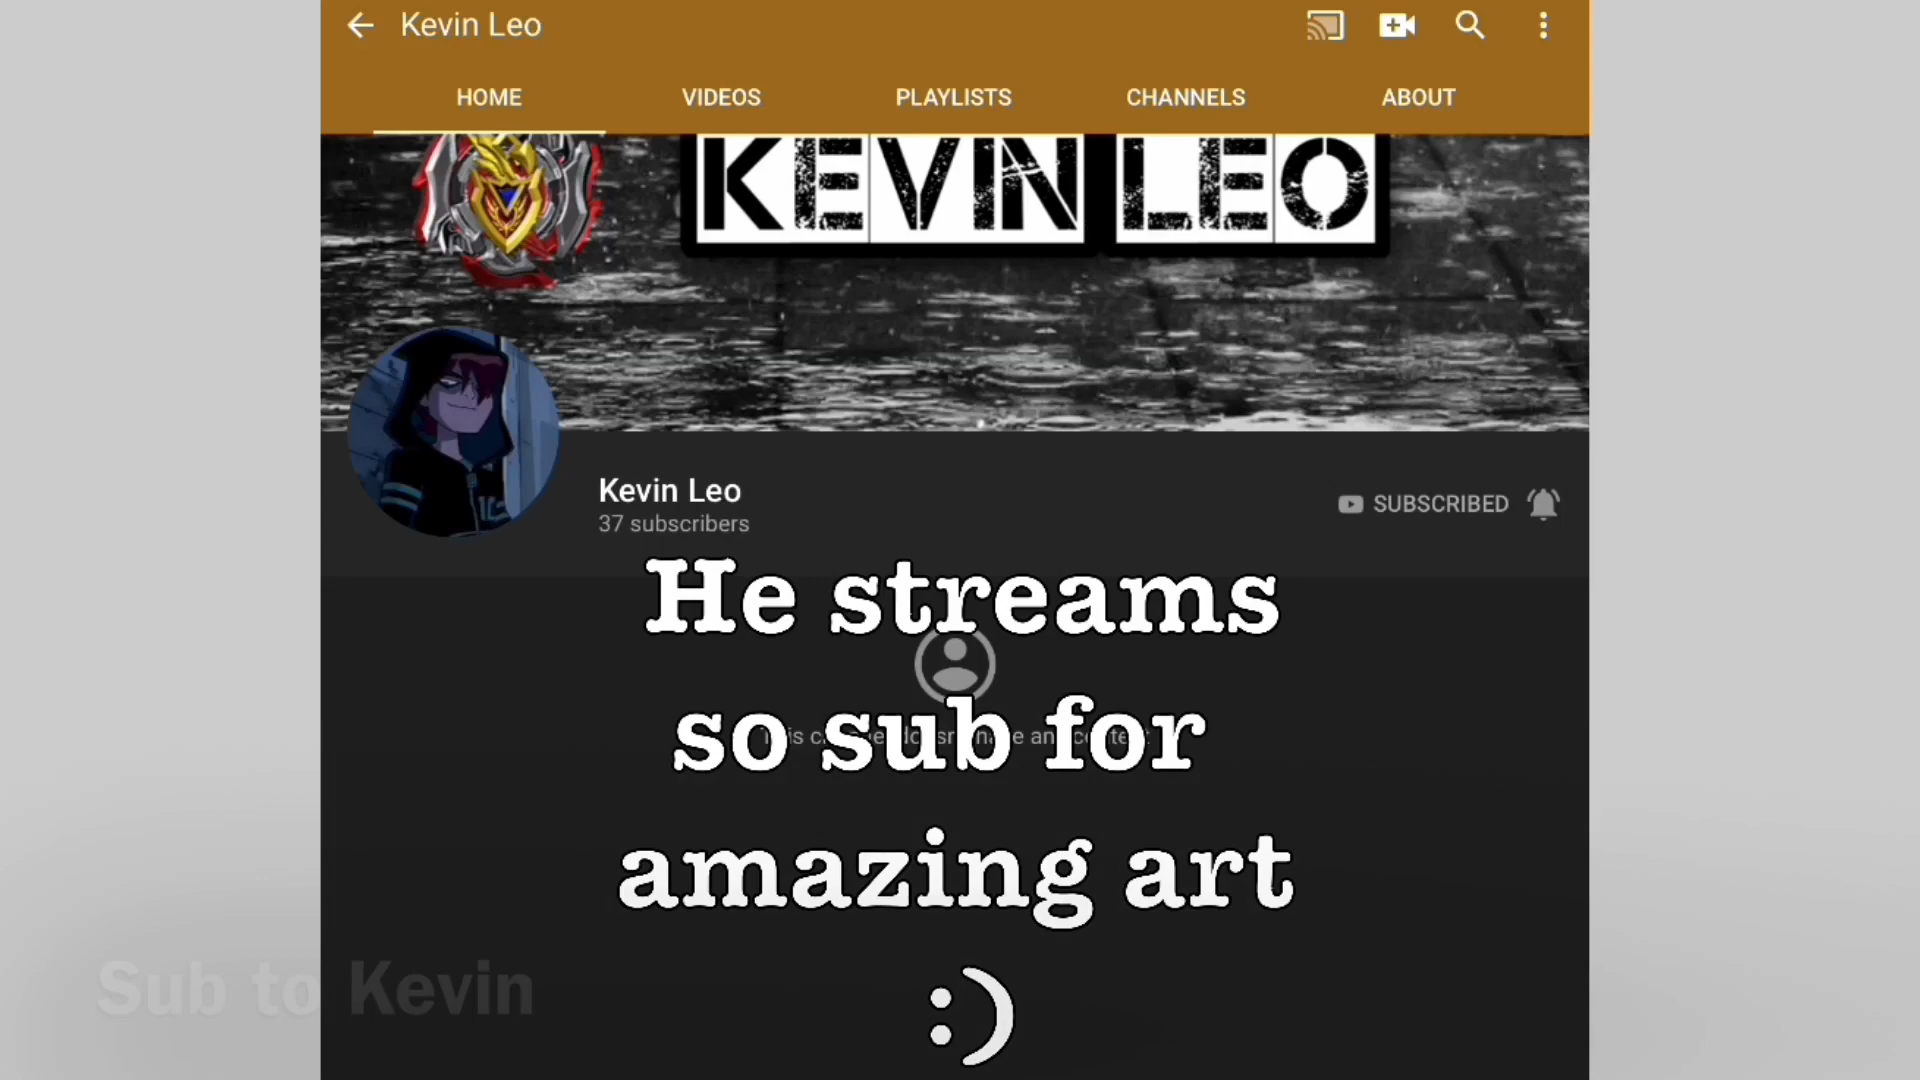 Kevin Leo
HOME VIDEOS PLAYLISTS CHANNELS ABOUT
KEVIN LEO
Kevin Leo
37 subscribers
SUBSCRIBED
He streams
so sub for
amazing art
:)
Sub to Kevin